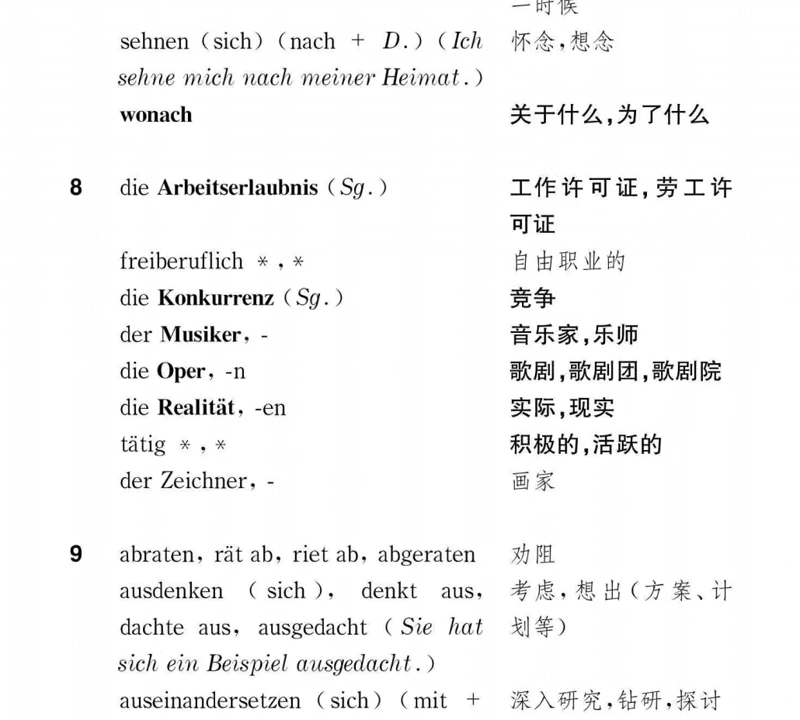 一时候
sehnen (sich) (nach + D.) (Ich 怀念,想念
sehne mich nach meiner Heimat.)
wonach 关于什么,为了什么
8 die Arbeitserlaubnis (Sg.) 工作许可证,劳工许
可证
freiberuflich *,* 自由职业的
die Konkurrenz (Sg.) 竞争
der Musiker, - 音乐家,乐师
die Oper, -n 歌剧,歌剧团,歌剧院
die Realität, -en 实际,现实
tätig *,* 积极的,活跃的
der Zeichner, - 画家
9 abraten, rät ab, riet ab, abgeraten 劝阻
ausdenken (sich), denkt aus, 考虑,想出(方案、计
dachte aus, ausgedacht (Sie hat 划等)
sich ein Beispiel ausgedacht.)
auseinandersetzen (sich) (mit + 深入研究,钻研,探讨